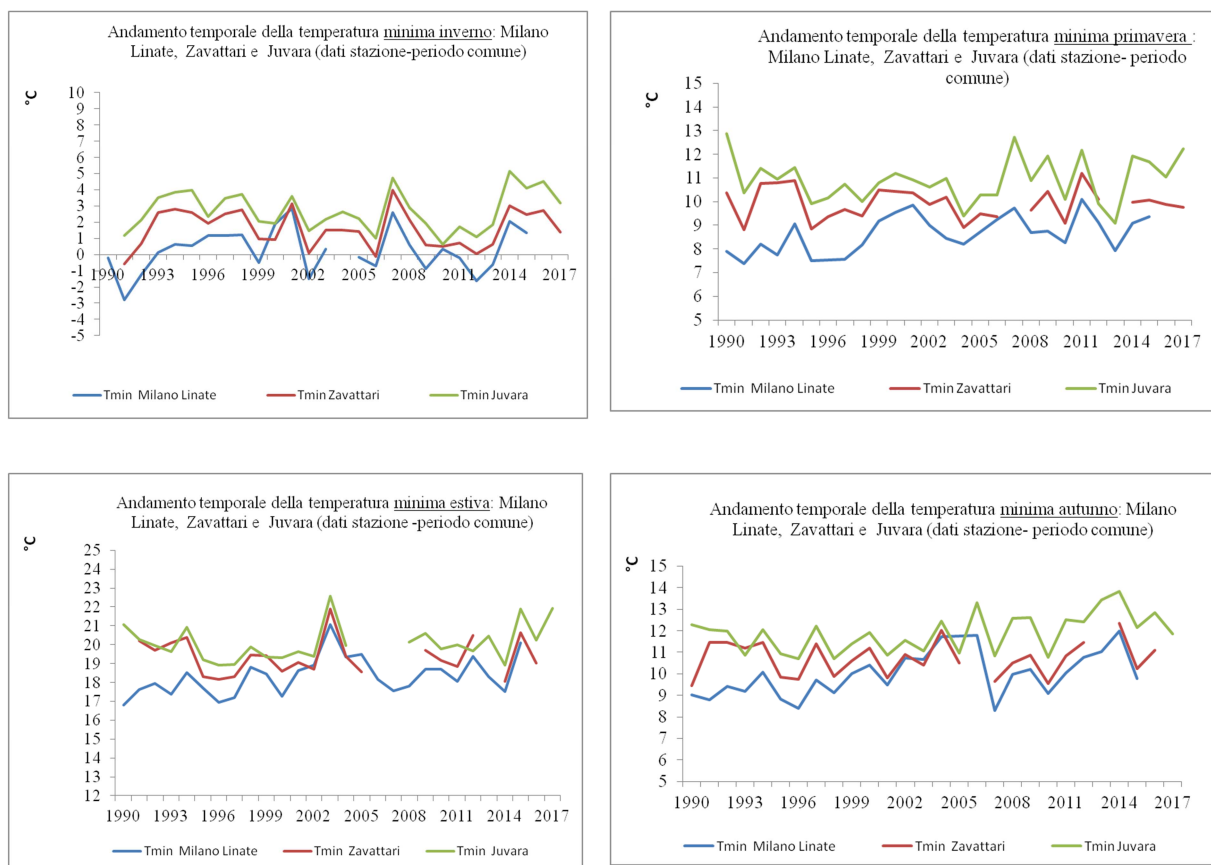 Andamento temporale della temperatura minima inverno: Milano
Linate, Zavattari e Juvara (dati stazione-periodo comune)
°C
10
9
8
7
6
5
4
3
2
1
0
-1
-2
-3
-4
-5
1990 1993 1996 1999 2002 2005 2008 2011 2014 2017
Tmin Milano Linate Tmin Zavattari Tmin Juvara
Andamento temporale della temperatura minima primavera :
Milano Linate, Zavattari e Juvara (dati stazione- periodo
comune)
°C
15
14
13
12
11
10
9
8
7
6
5
1990 1993 1996 1999 2002 2005 2008 2011 2014 2017
Tmin Milano Linate Tmin Zavattari Tmin Juvara
Andamento temporale della temperatura minima estiva: Milano
Linate, Zavattari e Juvara (dati stazione -periodo comune)
°C
25
24
23
22
21
20
19
18
17
16
15
14
13
12
1990 1993 1996 1999 2002 2005 2008 2011 2014 2017
Tmin Milano Linate Tmin Zavattari Tmin Juvara
Andamento temporale della temperatura minima autunno: Milano
Linate, Zavattari e Juvara (dati stazione- periodo comune)
°C
15
14
13
12
11
10
9
8
7
6
5
1990 1993 1996 1999 2002 2005 2008 2011 2014 2017
Tmin Milano Linate Tmin Zavattari Tmin Juvara